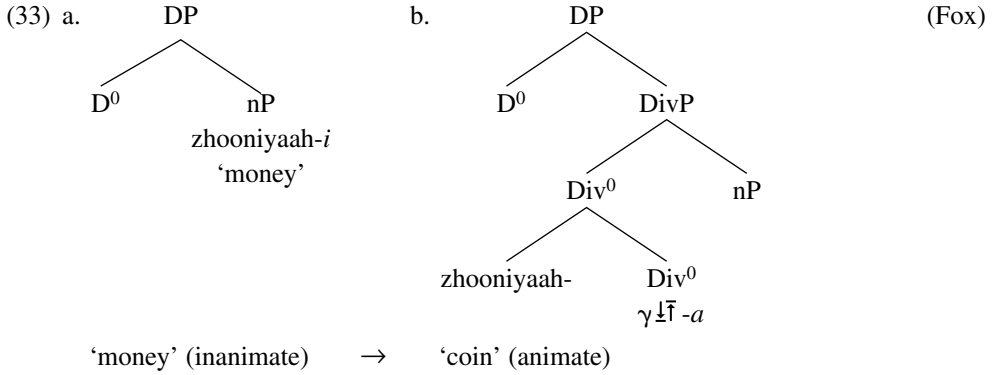 (33) a. DP b. DP (Fox)
D⁰ nP D⁰ DivP
zhooniyaah-i
‘money’
Div⁰ nP
zhooniyaah- Div⁰
γ -a
‘money’ (inanimate) → ‘coin’ (animate)